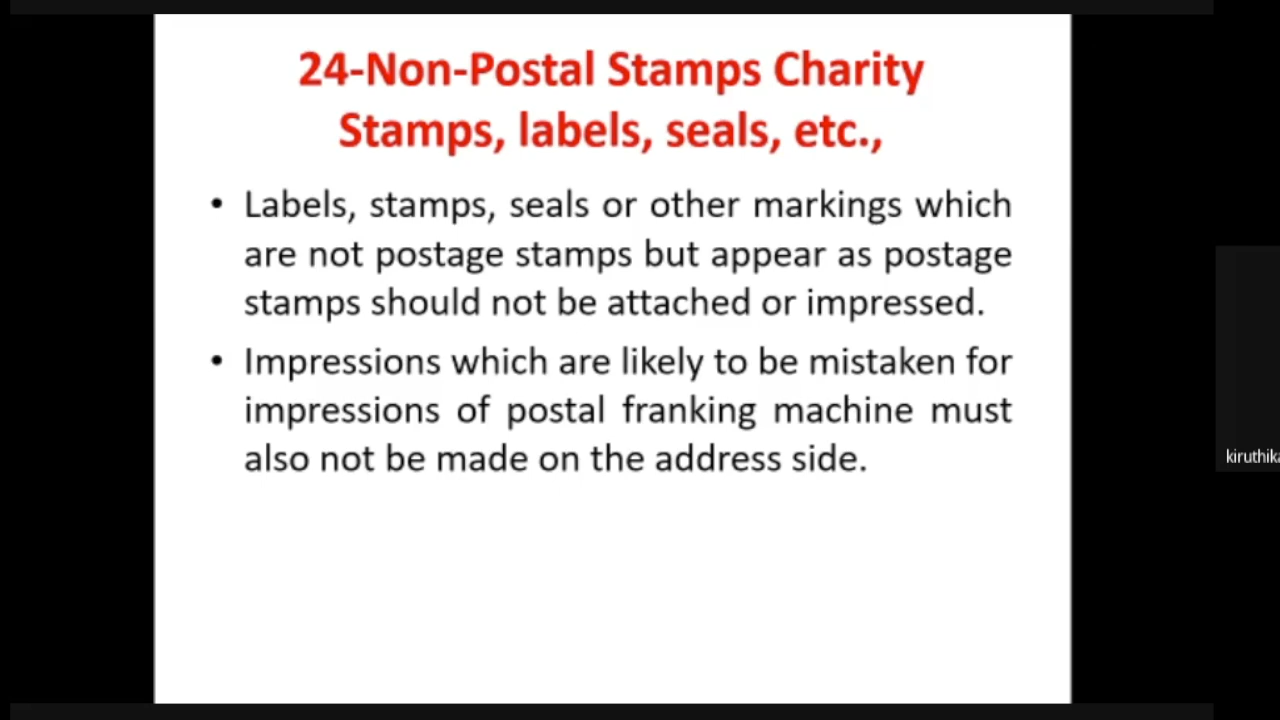 24-Non-Postal Stamps Charity
Stamps, labels, seals, etc.,
• Labels, stamps, seals or other markings which
are not postage stamps but appear as postage
stamps should not be attached or impressed.
• Impressions which are likely to be mistaken for
impressions of postal franking machine must
also not be made on the address side.
kiruthika